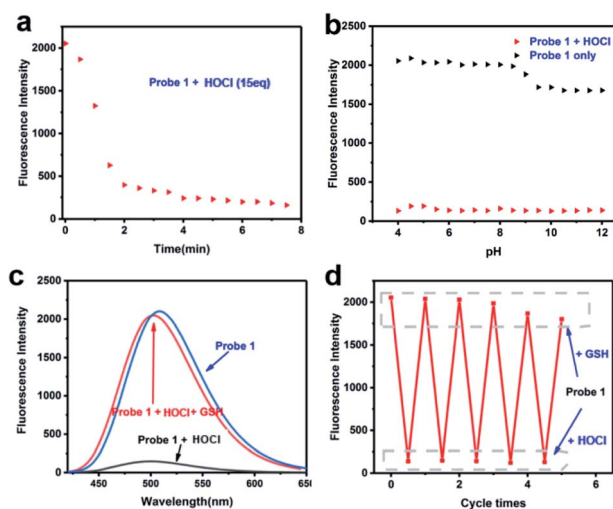 a
2000
1500
1000
500
0
Fluorescence Intensity
Probe 1 + HOCl (15eq)
0 2 4 6 8
Time(min)
b
2500
2000
1500
1000
500
0
Fluorescence Intensity
Probe 1 + HOCl
Probe 1 only
4 6 8 10 12
pH
c
2500
2000
1500
1000
500
0
Fluorescence Intensity
Probe 1
Probe 1 + HOCl + GSH
Probe 1 + HOCl
450 500 550 600 650
Wavelength(nm)
d
2000
1500
1000
500
0
Fluorescence Intensity
+ GSH
Probe 1
+ HOCl
0 2 4 6
Cycle times